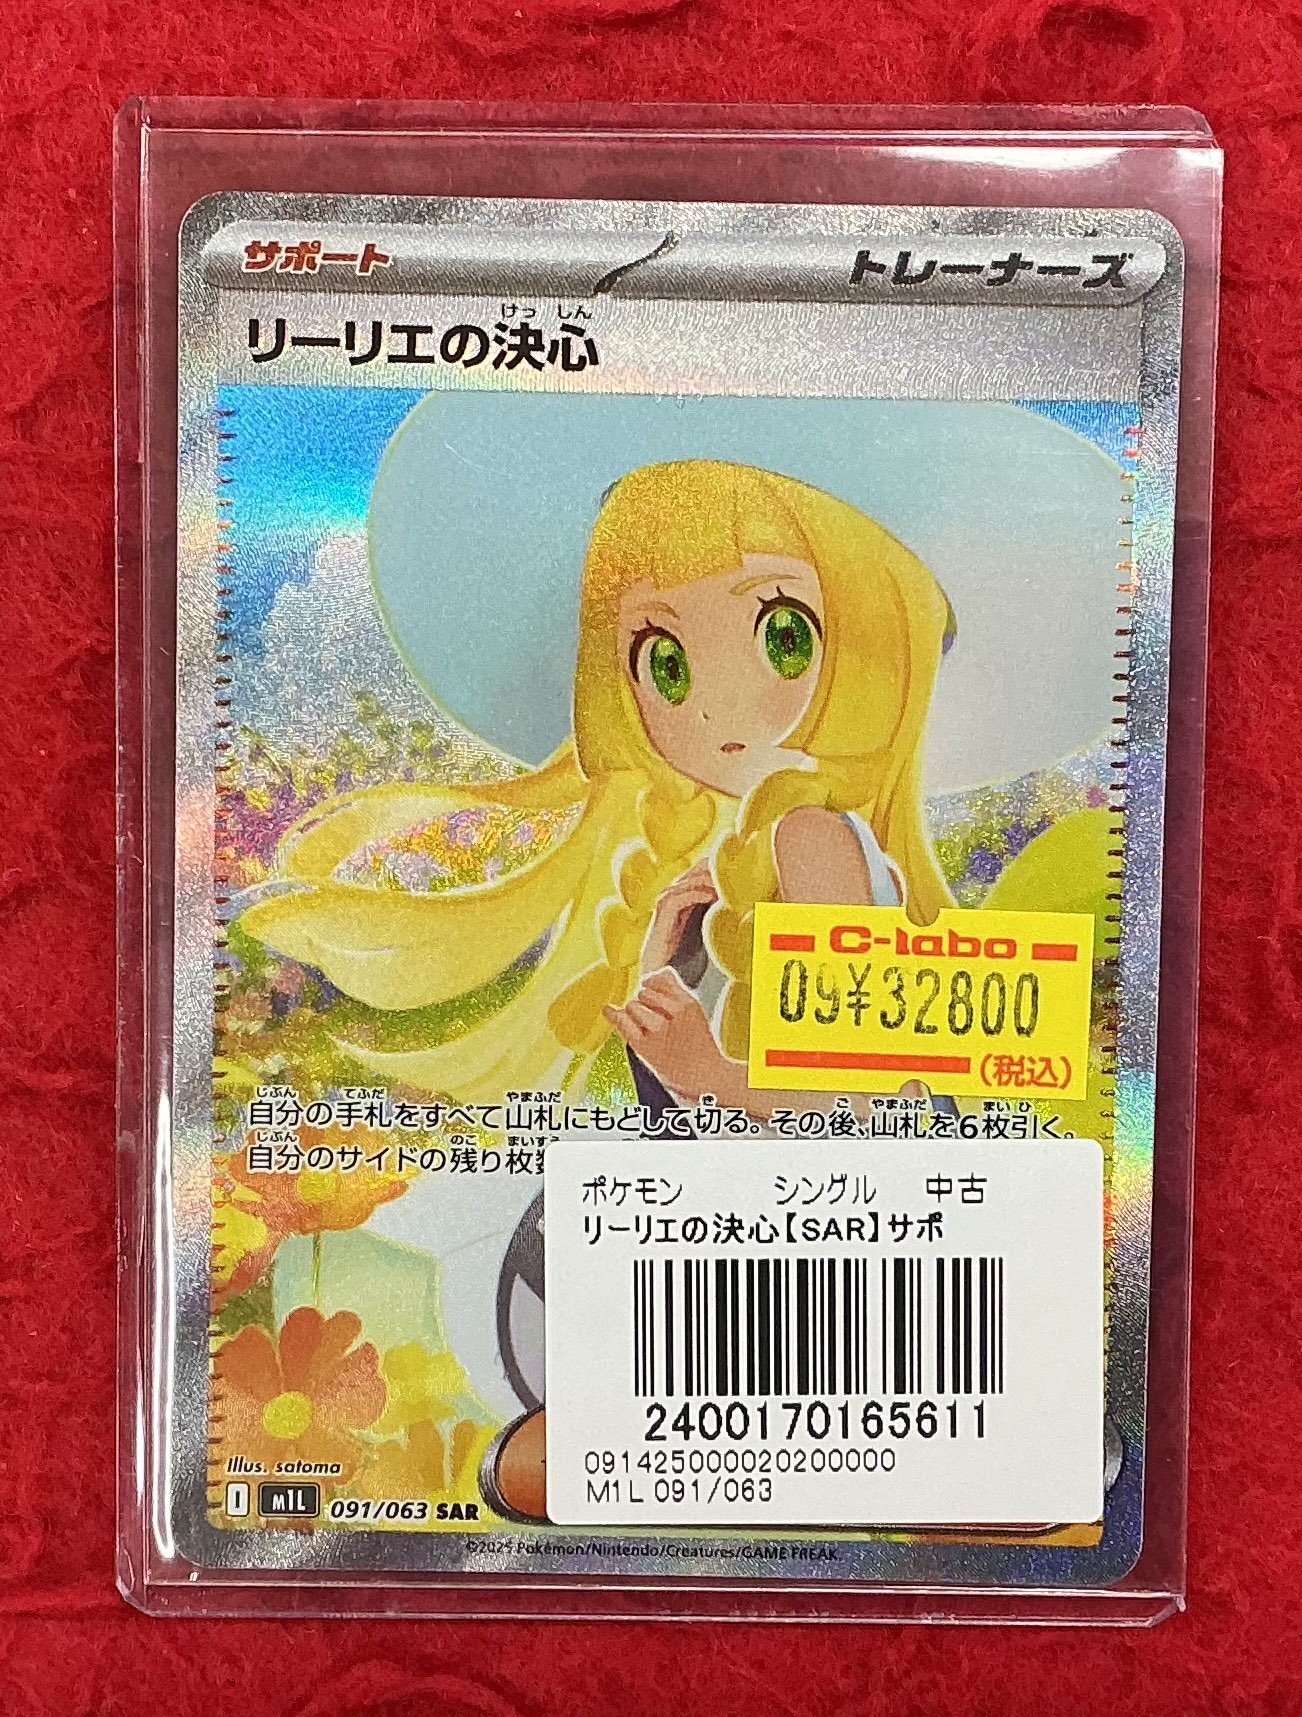 サポート
トレーナーズ
けっしん
リーリエの決心
C-labo
09¥32800
(税込)
じぶん てふだ やまふだ き ご やまふだ まい ひ
自分の手札をすべて山札にもどして切る。その後、山札を6枚引く。
じぶん のこ まいすう
自分のサイドの残り枚数
ポケモン シングル 中古
リーリエの決心【SAR】サポ
2400170165611
091425000020200000
M1L 091/063
Illus. satoma
I M1L 091/063 SAR
©2025 Pokémon/Nintendo/Creatures/GAME FREAK.